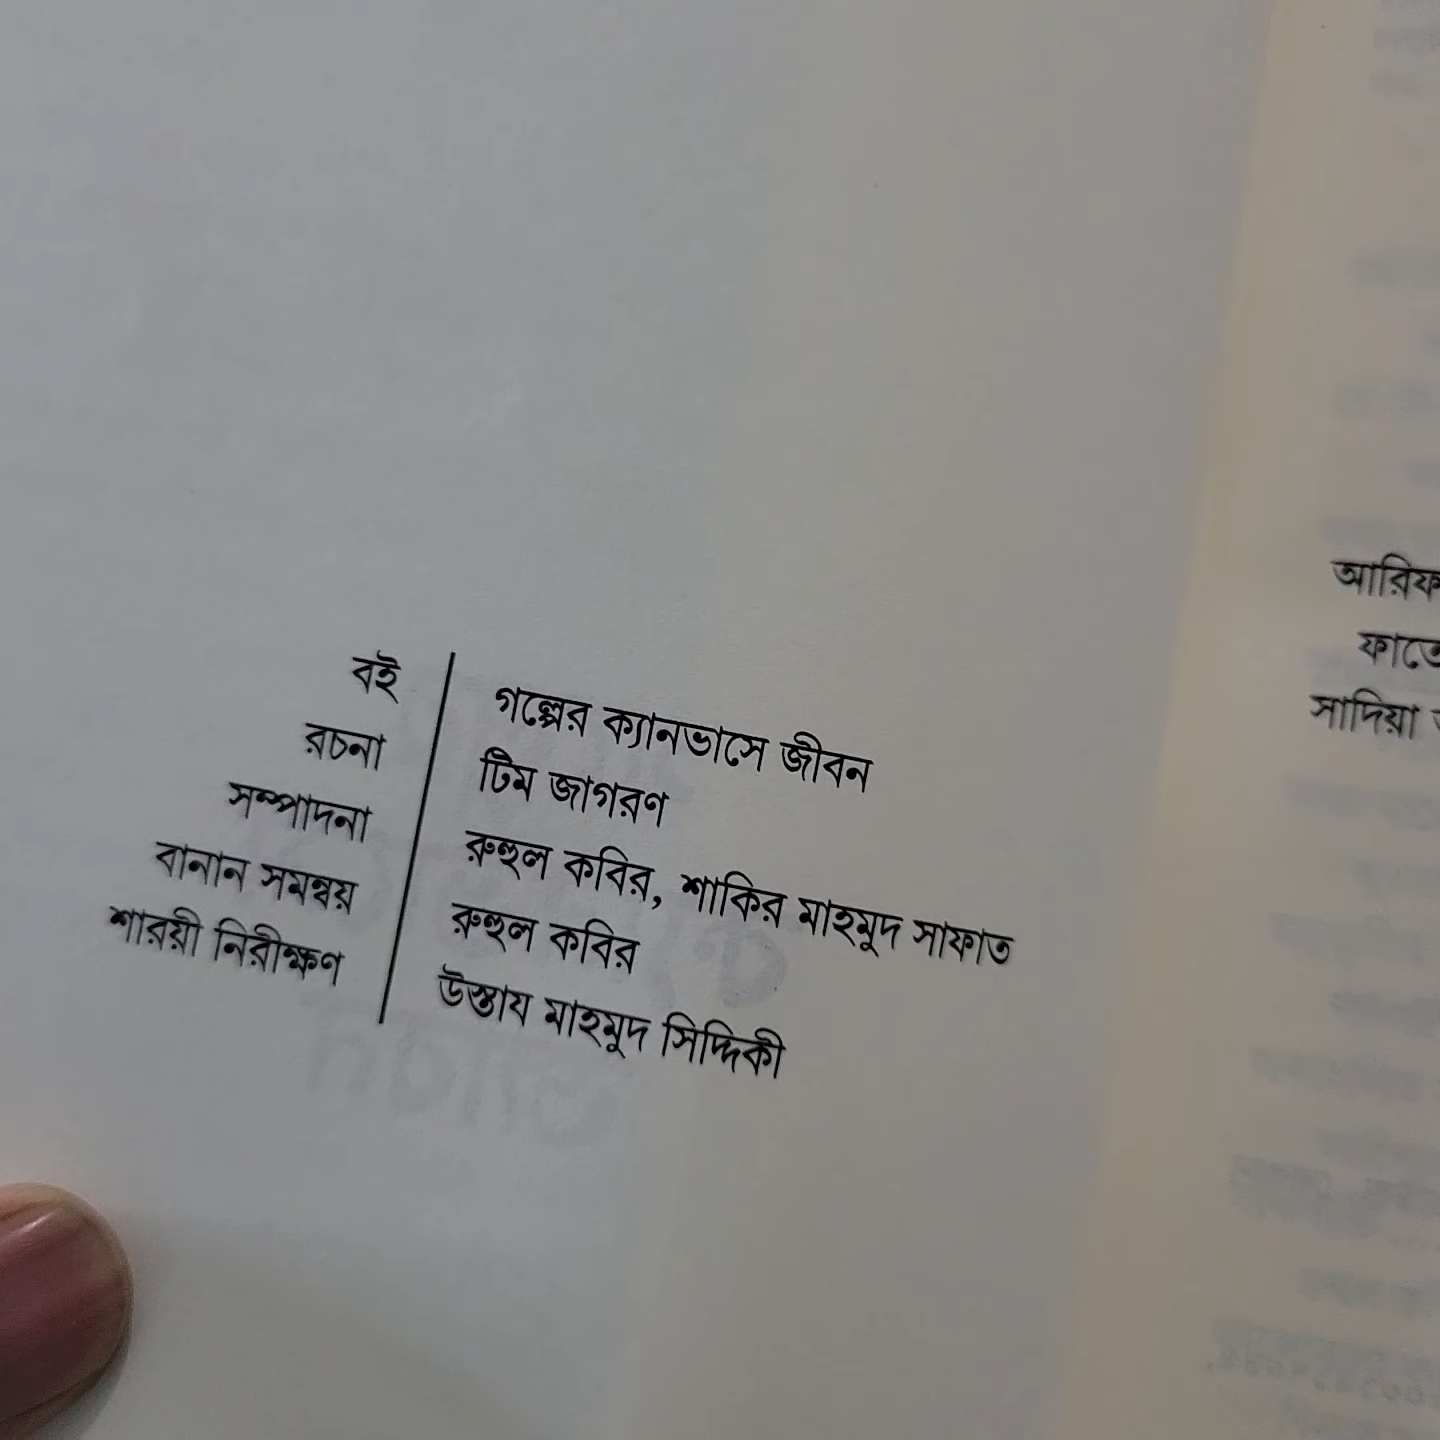 বই | গল্পের ক্যানভাসে জীবন
রচনা | টিম জাগরণ
সম্পাদনা | রুহুল কবির, শাকির মাহমুদ সাফাত
বানান সমন্বয় | রুহুল কবির
শারয়ী নিরীক্ষণ | উস্তায মাহমুদ সিদ্দিকী
সাদিয়া